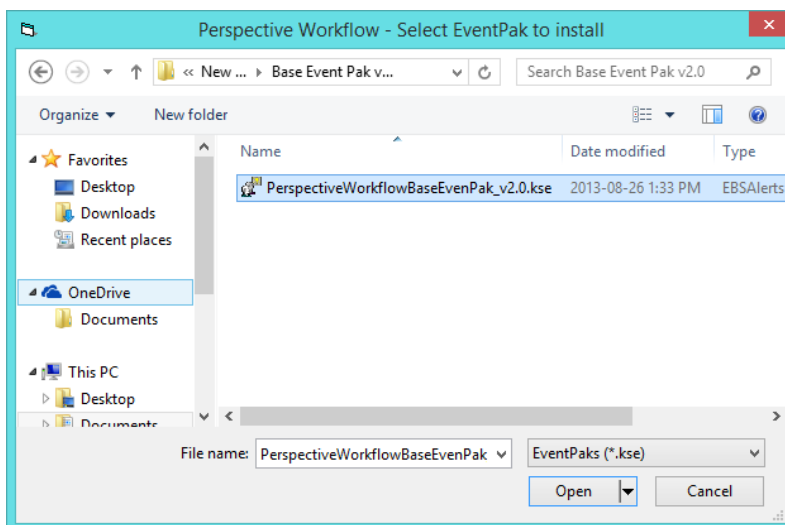 Perspective Workflow - Select EventPak to install
« New ... Base Event Pak v... Search Base Event Pak v2.0
Organize New folder
Name Date modified Type
Favorites
Desktop
Downloads
Recent places
PerspectiveWorkflowBaseEvenPak_v2.0.kse 2013-08-26 1:33 PM EBSAlerts
OneDrive
Documents
This PC
Desktop
Documents
File name: PerspectiveWorkflowBaseEvenPak EventPaks (*.kse)
Open Cancel